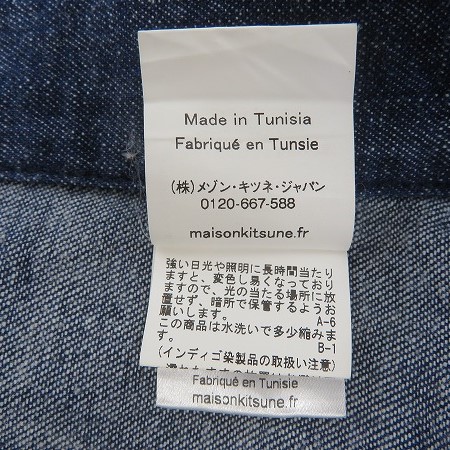 Made in Tunisia
Fabriqué en Tunsie
(株)メゾン・キツネ・ジャパン
0120-667-588
maisonkitsune.fr
強い日光や照明に長時間当たり
ますと、変色し易くなっており
ますので、光の当たる場所に放
置せず、暗所で保管するようお
願いします。 A-6
この商品は水洗いで多少縮みま
す。 B-1
(インディゴ染製品の取扱い注意)
Fabriqué en Tunisie
maisonkitsune.fr